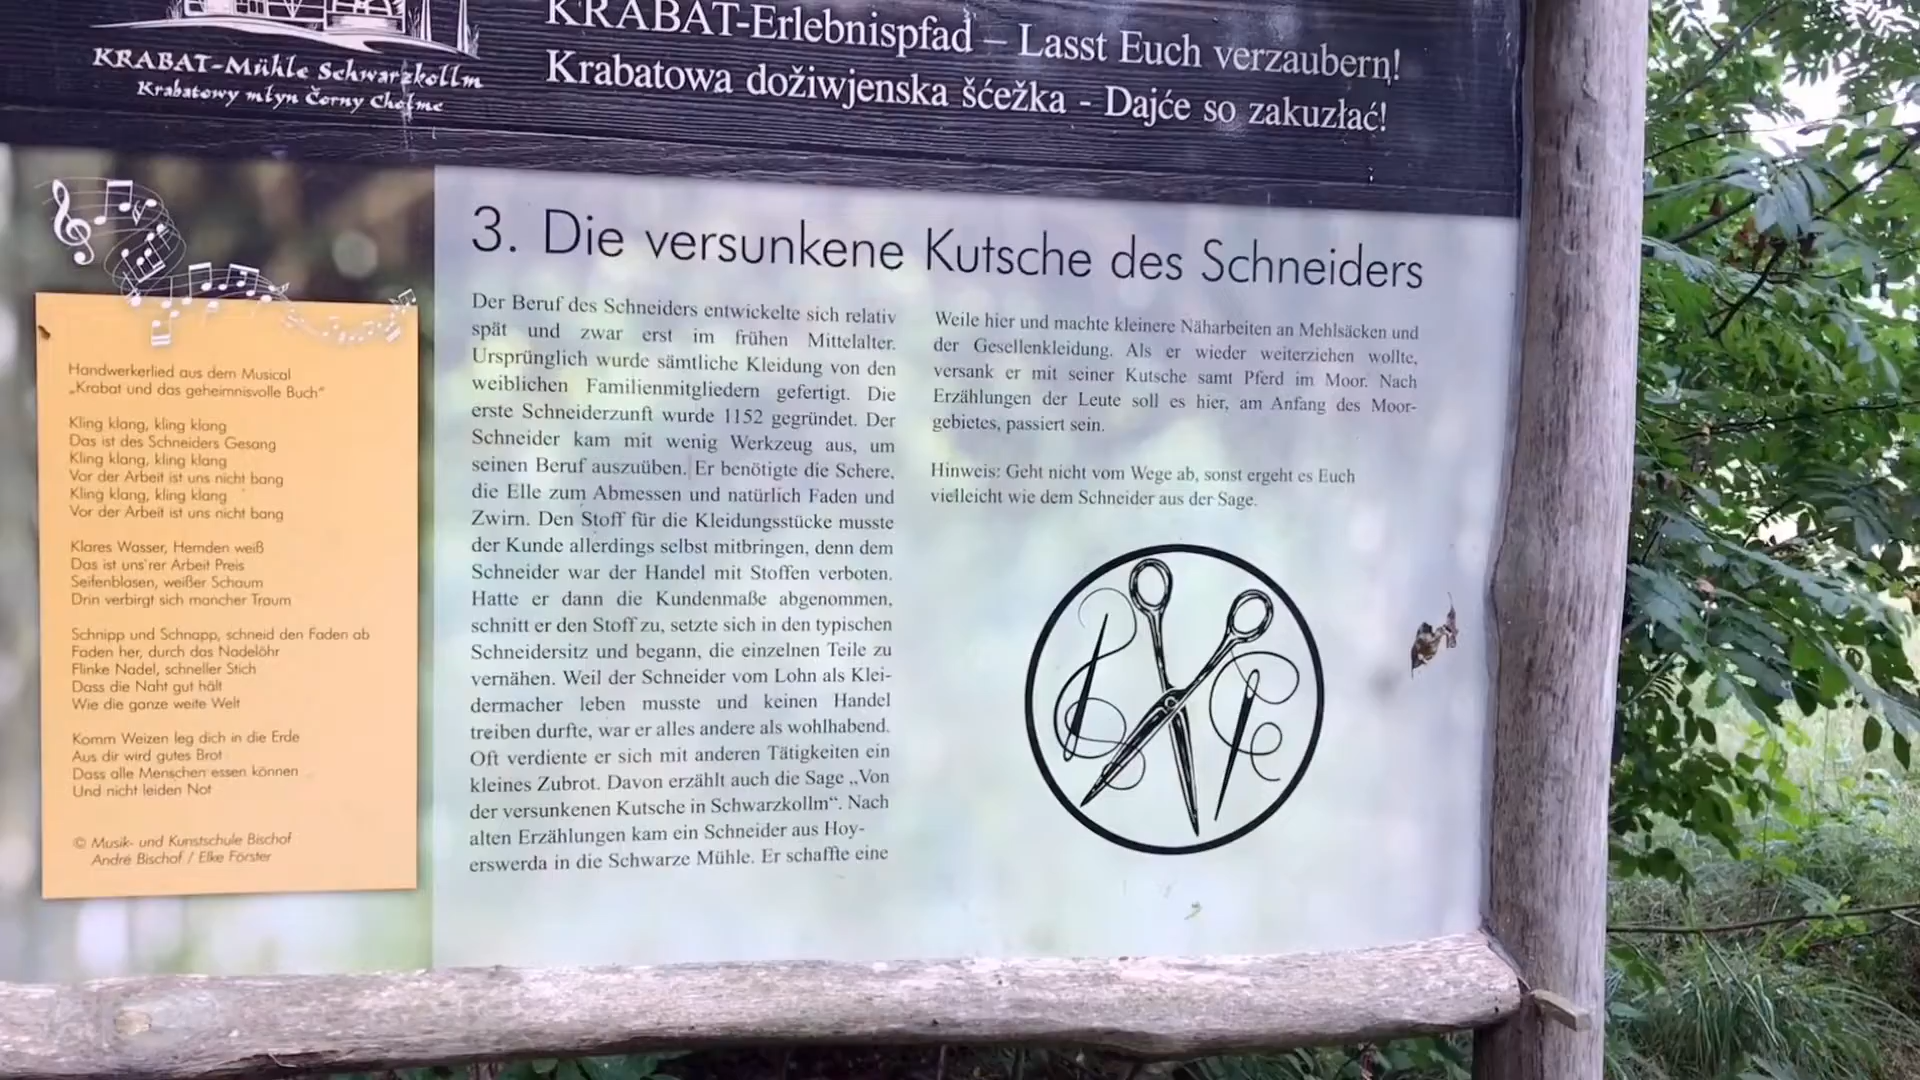 KRABAT-Mühle Schwarzkollm
Krabatowy młyn Čorny Chołmc
KRABAT-Erlebnispfad – Lasst Euch verzaubern!
Krabatowa dožiwjenska šćežka - Dajće so zakuzłać!
Handwerkerlied aus dem Musical
„Krabat und das geheimnisvolle Buch“
Kling klang, kling klang
Das ist des Schneiders Gesang
Kling klang, kling klang
Vor der Arbeit ist uns nicht bang
Kling klang, kling klang
Vor der Arbeit ist uns nicht bang
Klares Wasser, Hemden weiß
Das ist uns'rer Arbeit Preis
Seifenblasen, weißer Schaum
Drin verbirgt sich mancher Traum
Schnipp und Schnapp, schneid den Faden ab
Faden her, durch das Nadelöhr
Flinke Nadel, schneller Stich
Dass die Naht gut hält
Wie die ganze weite Welt
Komm Weizen leg dich in die Erde
Aus dir wird gutes Brot
Dass alle Menschen essen können
Und nicht leiden Not
© Musik- und Kunstschule Bischof
André Bischof / Elke Förster
3. Die versunkene Kutsche des Schneiders
Der Beruf des Schneiders entwickelte sich relativ
spät und zwar erst im frühen Mittelalter.
Ursprünglich wurde sämtliche Kleidung von den
weiblichen Familienmitgliedern gefertigt. Die
erste Schneiderzunft wurde 1152 gegründet. Der
Schneider kam mit wenig Werkzeug aus, um
seinen Beruf auszuüben. Er benötigte die Schere,
die Elle zum Abmessen und natürlich Faden und
Zwirn. Den Stoff für die Kleidungsstücke musste
der Kunde allerdings selbst mitbringen, denn dem
Schneider war der Handel mit Stoffen verboten.
Hatte er dann die Kundenmaße abgenommen,
schnitt er den Stoff zu, setzte sich in den typischen
Schneidersitz und begann, die einzelnen Teile zu
vernähen. Weil der Schneider vom Lohn als Klei-
dermacher leben musste und keinen Handel
treiben durfte, war er alles andere als wohlhabend.
Oft verdiente er sich mit anderen Tätigkeiten ein
kleines Zubrot. Davon erzählt auch die Sage „Von
der versunkenen Kutsche in Schwarzkollm“. Nach
alten Erzählungen kam ein Schneider aus Hoy-
erswerda in die Schwarze Mühle. Er schaffte eine
Weile hier und machte kleinere Näharbeiten an Mehlsäcken und
der Gesellenkleidung. Als er wieder weiterziehen wollte,
versank er mit seiner Kutsche samt Pferd im Moor. Nach
Erzählungen der Leute soll es hier, am Anfang des Moor-
gebietes, passiert sein.
Hinweis: Geht nicht vom Wege ab, sonst ergeht es Euch
vielleicht wie dem Schneider aus der Sage.